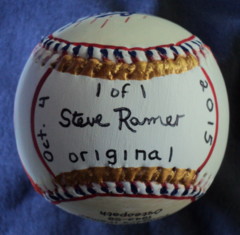 1 of 1
Oct. 4
Steve Ramer
2015
original